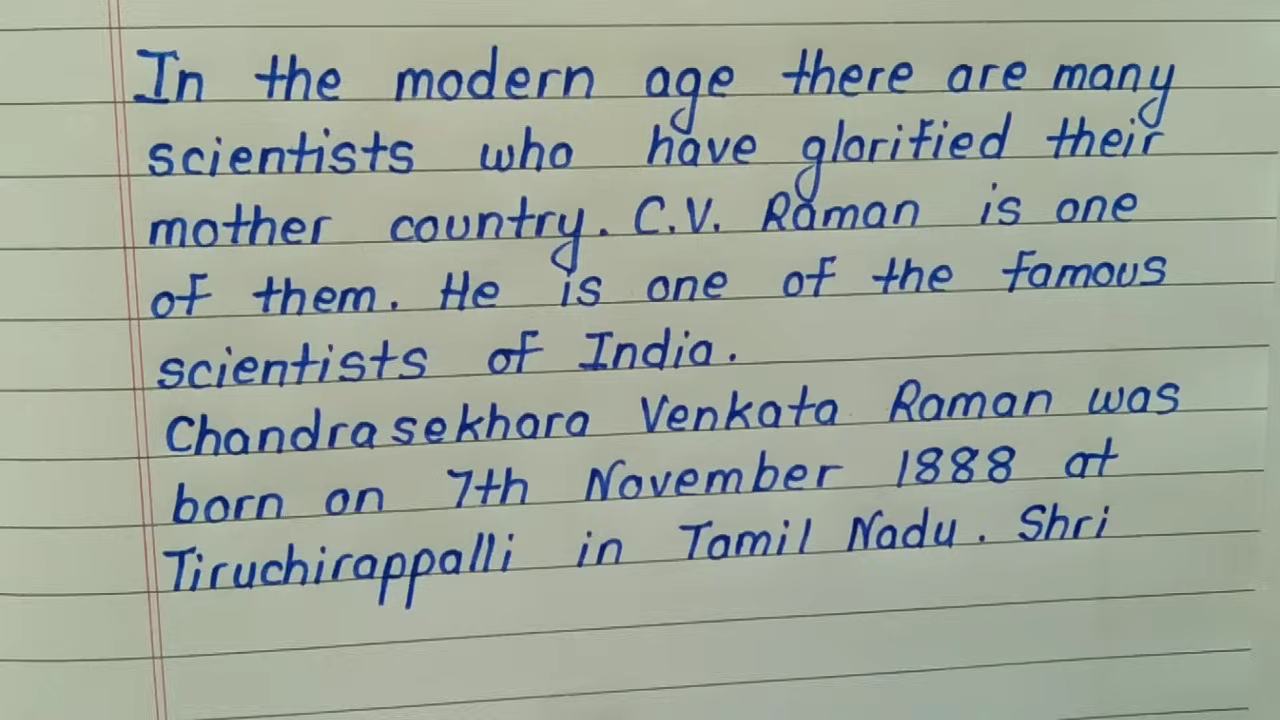 In the modern age there are many
scientists who have glorified their
mother country. C.V. Raman is one
of them. He is one of the famous
scientists of India.
Chandrasekhara Venkata Raman was
born on 7th November 1888 at
Tiruchirappalli in Tamil Nadu. Shri